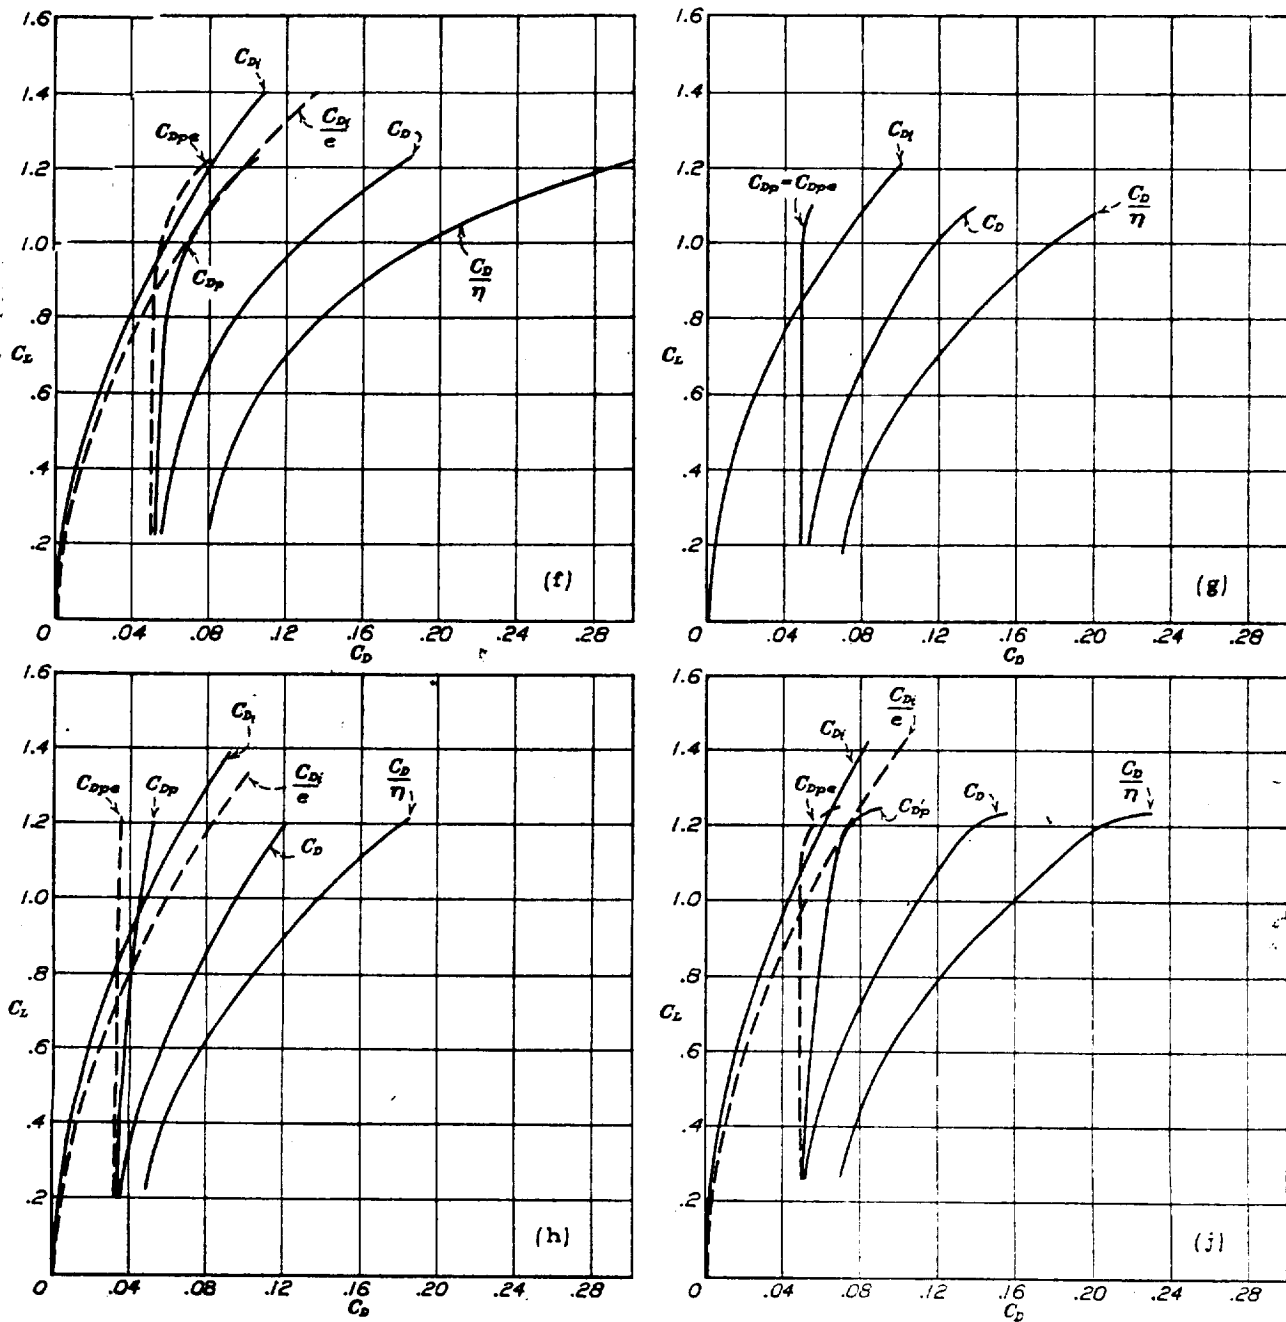 1.6
1.4
1.2
1.0
.8
C_L
.6
.4
.2
0
.04
.08
.12
.16
.20
.24
.28
C_D
C_Di
C_Dpe
C_Di
e
C_D
C_Dp
C_D
η
(f)
1.6
1.4
1.2
1.0
.8
C_L
.6
.4
.2
0
.04
.08
.12
.16
.20
.24
.28
C_D
C_Di
C_Dp = C_Dpe
C_D
C_D
η
(g)
1.6
1.4
1.2
1.0
.8
C_L
.6
.4
.2
0
.04
.08
.12
.16
.20
.24
.28
C_D
C_Di
C_Dpe
C_Dp
C_Di
e
C_D
C_D
η
(h)
1.6
1.4
1.2
1.0
.8
C_L
.6
.4
.2
0
.04
.08
.12
.16
.20
.24
.28
C_D
C_Di
e
C_Di
C_Dpe
C_Dp
C_D
C_D
η
(j)